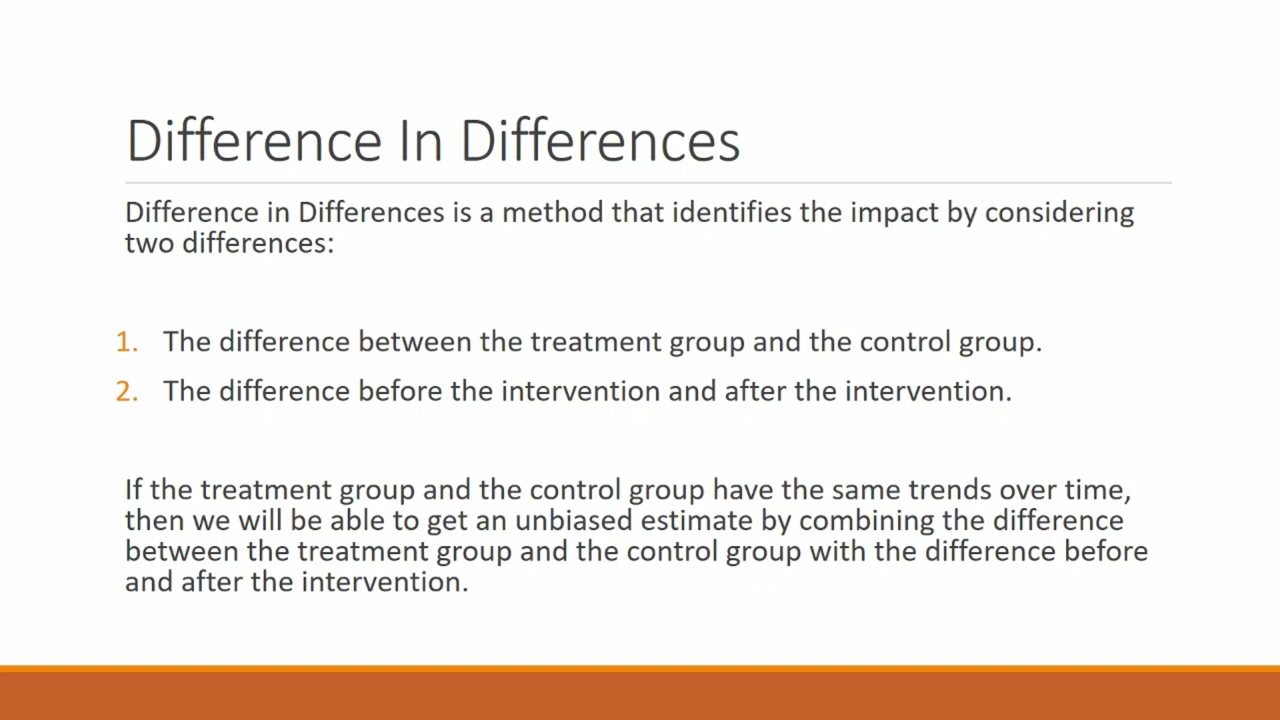 Difference In Differences
Difference in Differences is a method that identifies the impact by considering
two differences:
1. The difference between the treatment group and the control group.
2. The difference before the intervention and after the intervention.
If the treatment group and the control group have the same trends over time,
then we will be able to get an unbiased estimate by combining the difference
between the treatment group and the control group with the difference before
and after the intervention.